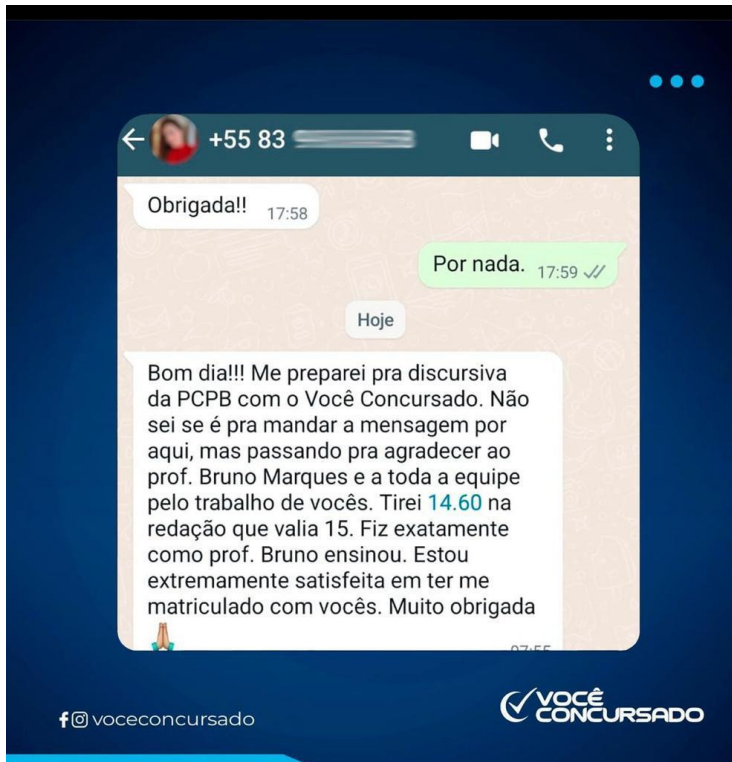 +55 83
Obrigada!! 17:58
Por nada. 17:59
Hoje
Bom dia!!! Me preparei pra discursiva
da PCPB com o Você Concursado. Não
sei se é pra mandar a mensagem por
aqui, mas passando pra agradecer ao
prof. Bruno Marques e a toda a equipe
pelo trabalho de vocês. Tirei 14.60 na
redação que valia 15. Fiz exatamente
como prof. Bruno ensinou. Estou
extremamente satisfeita em ter me
matriculado com vocês. Muito obrigada
voceconcursado
VOCÊ
CONCURSADO